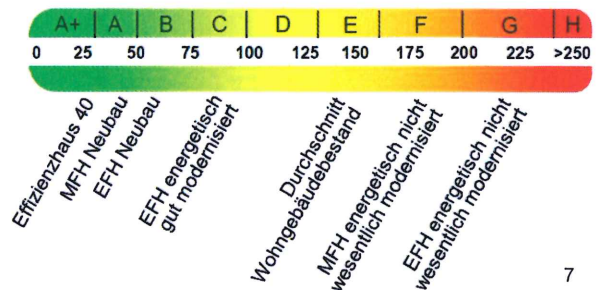 A+ A B C D E F G H
0 25 50 75 100 125 150 175 200 225 >250
Effizienzhaus 40
MFH Neubau
EFH Neubau
EFH energetisch
gut modernisiert
Durchschnitt
Wohngebäudebestand
MFH energetisch nicht
wesentlich modernisiert
EFH energetisch nicht
wesentlich modernisiert
7